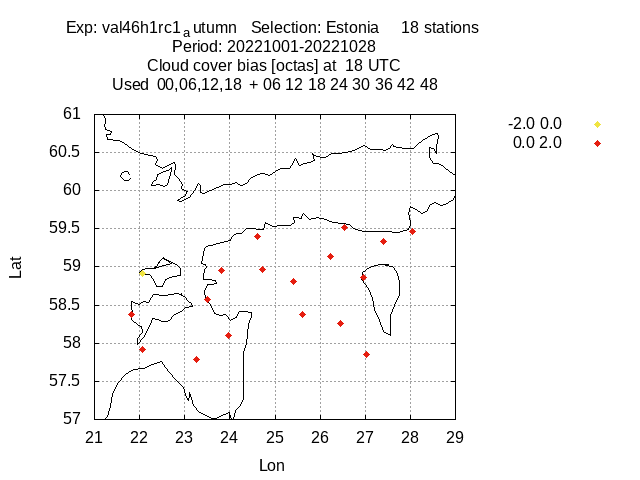 Exp: val46h1rc1autumn   Selection: Estonia     18 stations
Period: 20221001-20221028
Cloud cover bias [octas] at  18 UTC
Used  00,06,12,18  + 06 12 18 24 30 36 42 48
-2.0 0.0
0.0 2.0
61
60.5
60
59.5
59
58.5
58
57.5
57
Lat
21 22 23 24 25 26 27 28 29
Lon